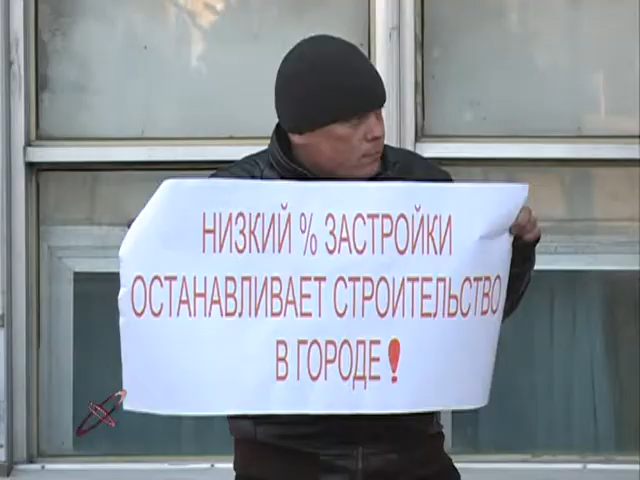 НИЗКИЙ % ЗАСТРОЙКИ
ОСТАНАВЛИВАЕТ СТРОИТЕЛЬСТВО
В ГОРОДЕ!